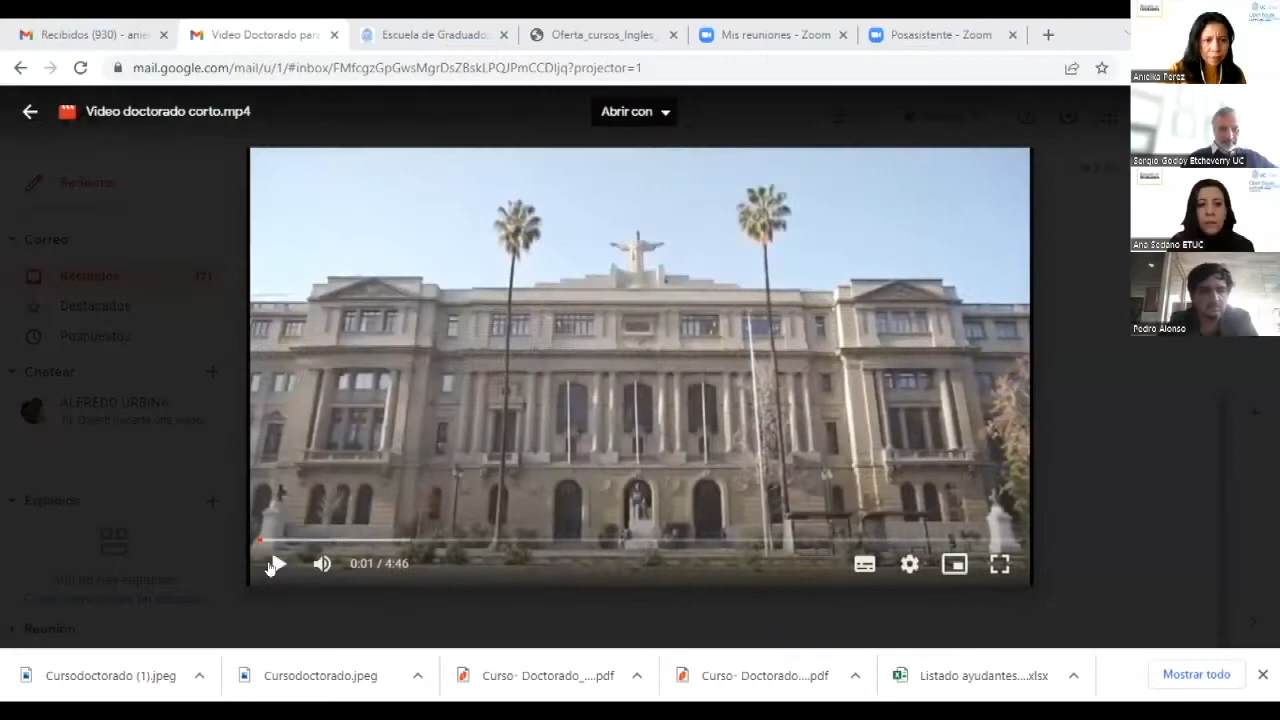 Recibidos (930) - anie
Video Doctorado para
Escuela de Graduado
oferta_cursos_Ingles_
Mis reuniones - Zoom
Posasistente - Zoom
mail.google.com/mail/u/1/#inbox/FMfcgzGpGwsMgrDsZBskLPQJPmCCDljq?projector=1
Video doctorado corto.mp4
Abrir con
Redactar
Correo
Recibidos
Destacados
Pospuestos
Chatear
ALFREDO URBINA
Espacios
Reunión
0:01 / 4:46
Anielka Perez
Sergio Godoy Etcheverry UC
Ana Sedano ETUC
Pedro Alonso
Cursodoctorado (1).jpeg
Cursodoctorado.jpeg
Curso- Doctorado_....pdf
Curso- Doctorado....pdf
Listado ayudantes....xlsx
Mostrar todo